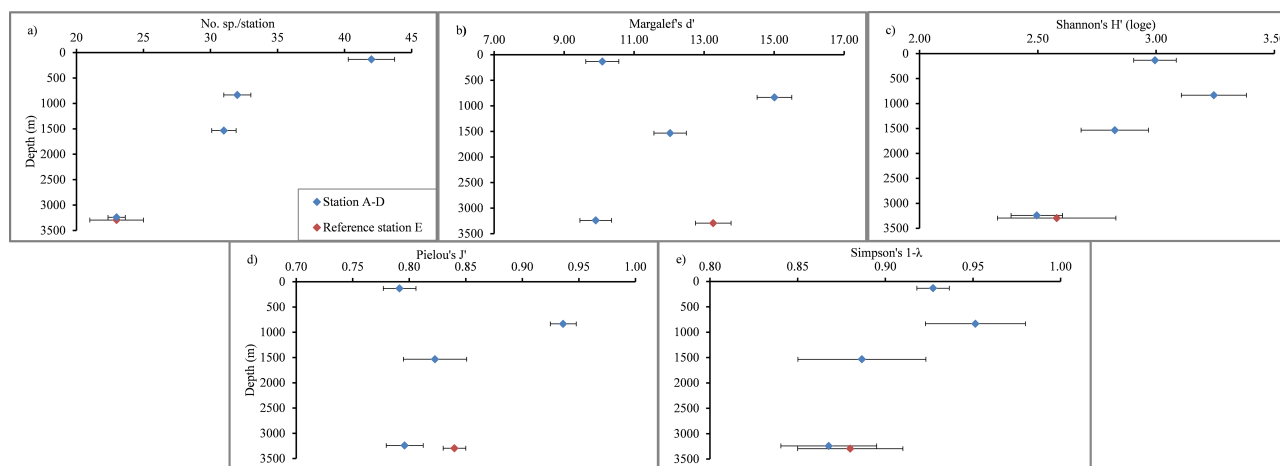 a)
No. sp./station
20 25 30 35 40 45
0
500
1000
1500
2000
2500
3000
3500
Depth (m)
Station A-D
Reference station E
b)
Margalef's d'
7.00 9.00 11.00 13.00 15.00 17.00
0
500
1000
1500
2000
2500
3000
3500
c)
Shannon's H' (loge)
2.00 2.50 3.00 3.50
0
500
1000
1500
2000
2500
3000
3500
d)
Pielou's J'
0.70 0.75 0.80 0.85 0.90 0.95 1.00
0
500
1000
1500
2000
2500
3000
3500
Depth (m)
e)
Simpson's 1-λ
0.80 0.85 0.90 0.95 1.00
0
500
1000
1500
2000
2500
3000
3500